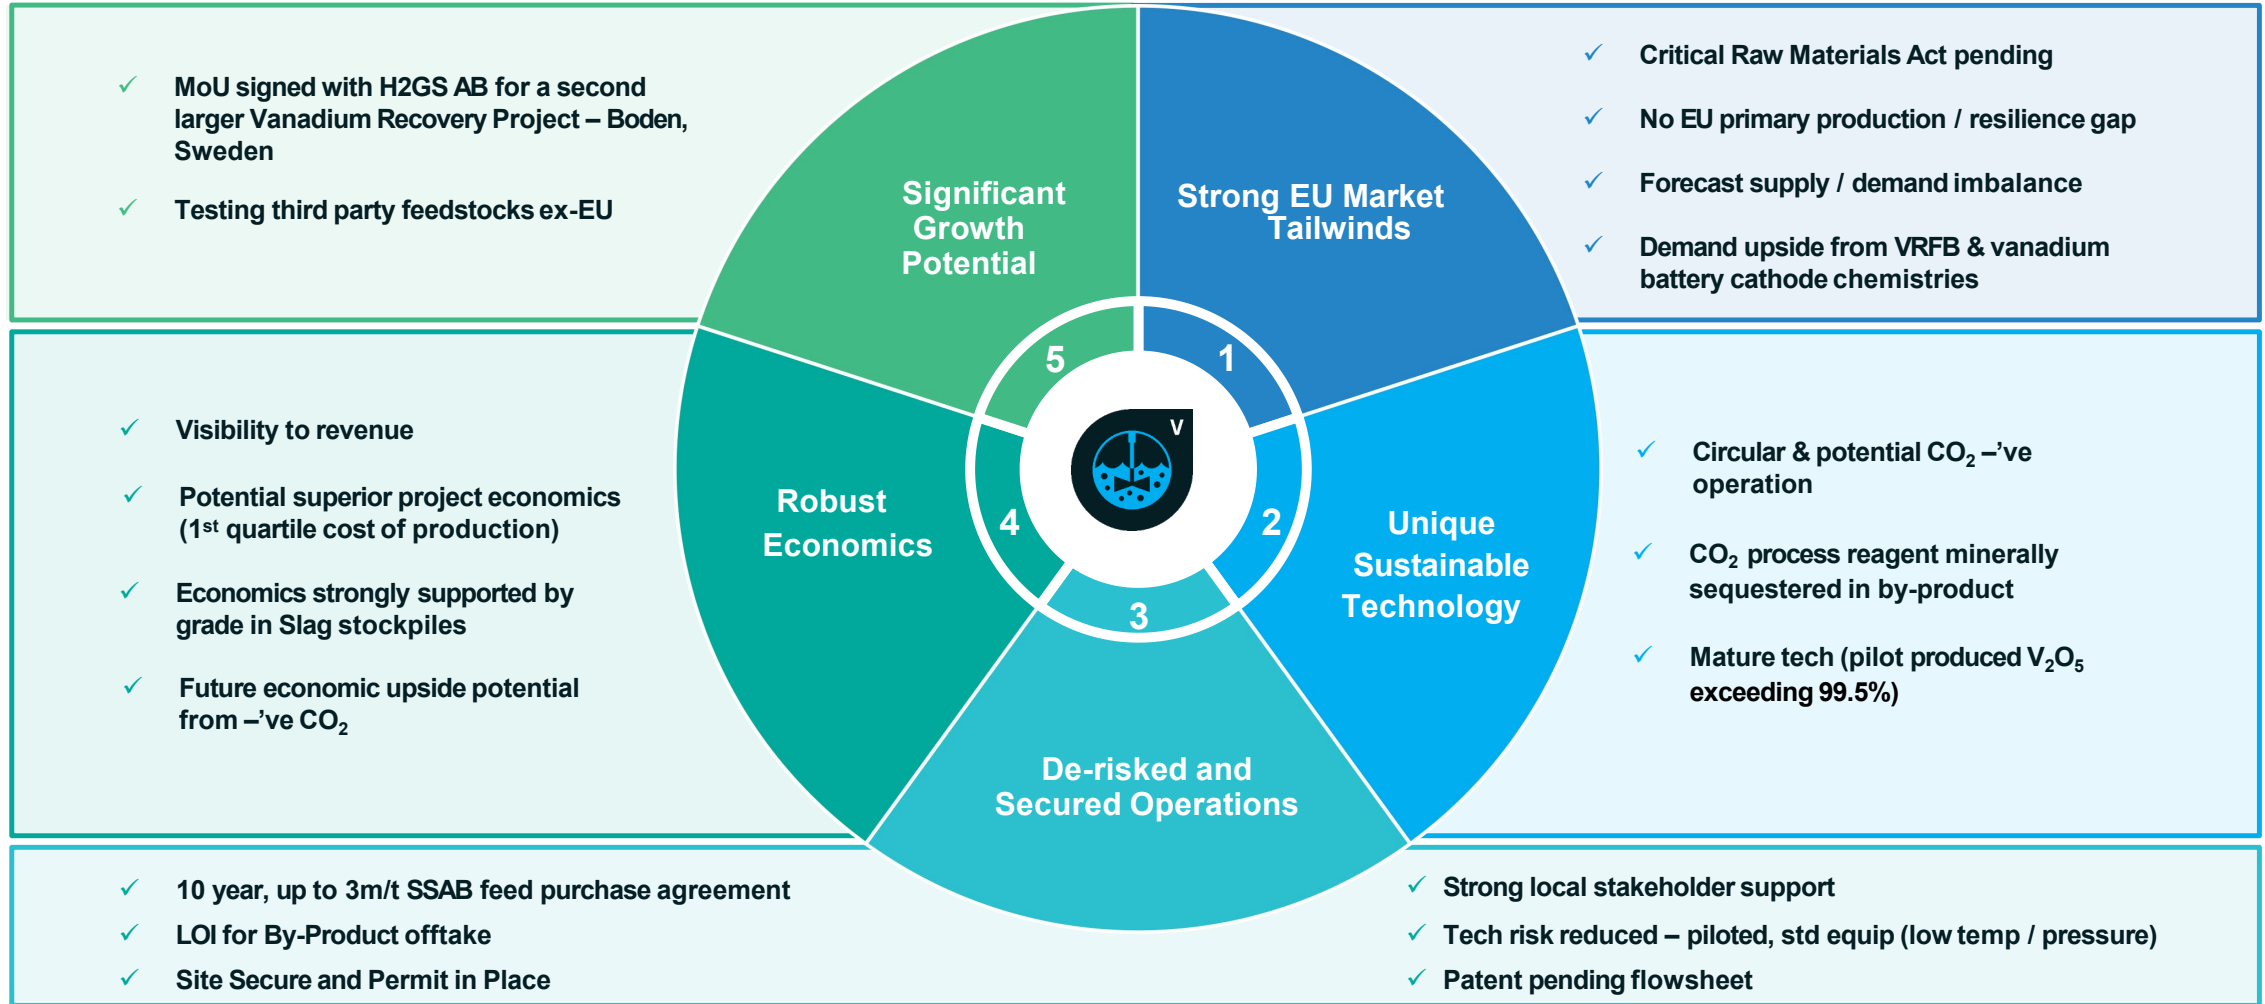 MoU signed with H2GS AB for a second
larger Vanadium Recovery Project – Boden,
Sweden
Testing third party feedstocks ex-EU
Significant
Growth
Potential
5
Strong EU Market
Tailwinds
1
Critical Raw Materials Act pending
No EU primary production / resilience gap
Forecast supply / demand imbalance
Demand upside from VRFB & vanadium
battery cathode chemistries
Visibility to revenue
Potential superior project economics
(1st quartile cost of production)
Economics strongly supported by
grade in Slag stockpiles
Future economic upside potential
from –’ve CO₂
Robust
Economics
4
V
2
Unique
Sustainable
Technology
Circular & potential CO₂ –’ve
operation
CO₂ process reagent minerally
sequestered in by-product
Mature tech (pilot produced V₂O₅
exceeding 99.5%)
3
De-risked and
Secured Operations
10 year, up to 3m/t SSAB feed purchase agreement
LOI for By-Product offtake
Site Secure and Permit in Place
Strong local stakeholder support
Tech risk reduced – piloted, std equip (low temp / pressure)
Patent pending flowsheet